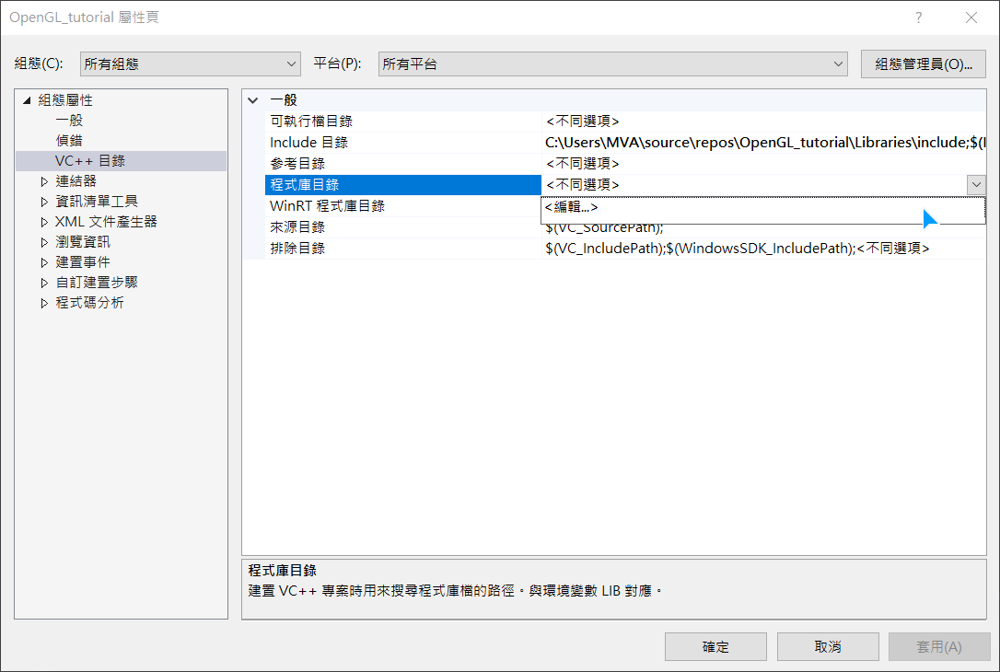 OpenGL_tutorial 屬性頁
組態(C): 所有組態 平台(P): 所有平台 組態管理員(O)...
組態屬性
一般
偵錯
VC++ 目錄
連結器
資訊清單工具
XML 文件產生器
瀏覽資訊
建置事件
自訂建置步驟
程式碼分析
一般
可執行檔目錄 <不同選項>
Include 目錄 C:\Users\MVA\source\repos\OpenGL_tutorial\Libraries\include;$(I
參考目錄 <不同選項>
程式庫目錄 <不同選項>
WinRT 程式庫目錄 <編輯...>
來源目錄 $(VC_SourcePath);
排除目錄 $(VC_IncludePath);$(WindowsSDK_IncludePath);<不同選項>
程式庫目錄
建置 VC++ 專案時用來搜尋程式庫檔的路徑。與環境變數 LIB 對應。
確定 取消 套用(A)